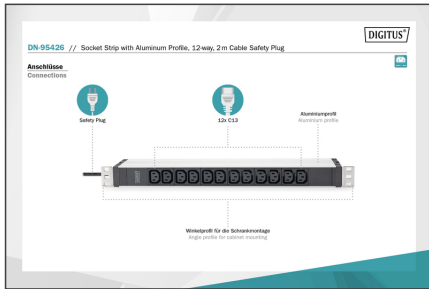 DIGITUS®
DN-95426 // Socket Strip with Aluminum Profile, 12-way, 2 m Cable Safety Plug
Anschlüsse
Connections
Safety Plug
12x C13
Aluminiumprofil
Aluminium profile
Winkelprofil für die Schrankmontage
Angle profile for cabinet mounting